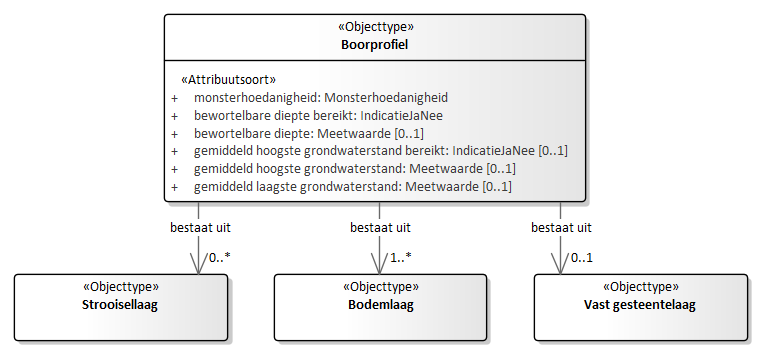 «Objecttype»
Boorprofiel
«Attribuutsoort»
+ monsterhoedanigheid: Monsterhoedanigheid
+ bewortelbare diepte bereikt: IndicatieJaNee
+ bewortelbare diepte: Meetwaarde [0..1]
+ gemiddeld hoogste grondwaterstand bereikt: IndicatieJaNee [0..1]
+ gemiddeld hoogste grondwaterstand: Meetwaarde [0..1]
+ gemiddeld laagste grondwaterstand: Meetwaarde [0..1]
bestaat uit bestaat uit bestaat uit
0..* 1..* 0..1
«Objecttype» «Objecttype» «Objecttype»
Strooisellaag Bodemlaag Vast gesteentelaag